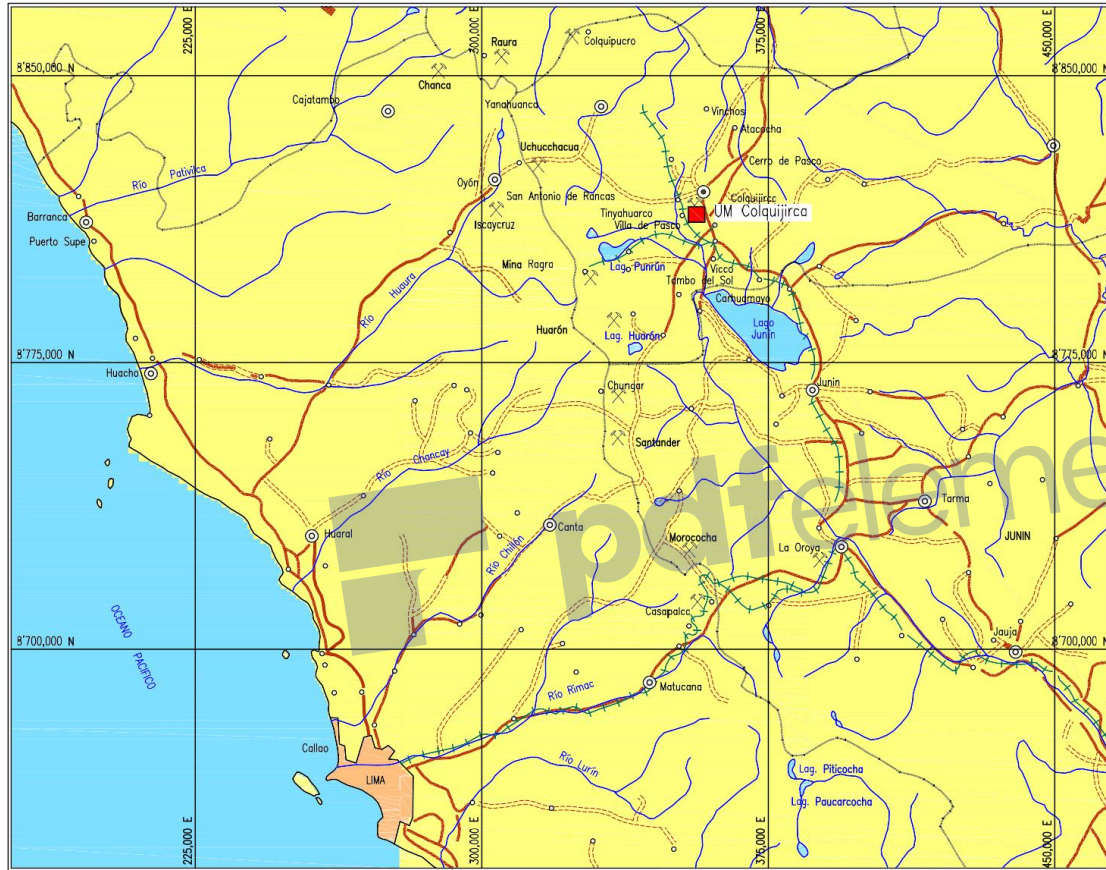 225,000 E
300,000 E
375,000 E
450,000 E
Raura
Colquipucro
8'850,000 N
8'850,000 N
Chanca
Cajatambo
Yanahuanca
Vinchos
Atacocha
Uchucchacua
Cerro de Pasco
Río Pativilca
Oyón
San Antonio de Rancas
Colquijirca
Barranca
Tinyahuarco
UM Colquijirca
Iscaycruz
Villa de Pasco
Puerto Supe
Mina Ragra
Lag. Punrún
Vicco
Tambo del Sol
Río Huaura
Carhuamayo
Huarón
Lag. Huarón
Lago
Junín
8'775,000 N
8'775,000 N
Huacho
Chungar
Junín
Santander
Río Chancay
pdfeleme
Tarma
Huaral
Canta
Morococha
La Oroya
JUNIN
Río Chillón
Casapalca
OCEANO
PACIFICO
Jauja
8'700,000 N
8'700,000 N
Río Rimac
Matucana
Callao
Río Lurín
LIMA
Lag. Piticocha
Lag. Paucarcocha
225,000 E
300,000 E
375,000 E
450,000 E